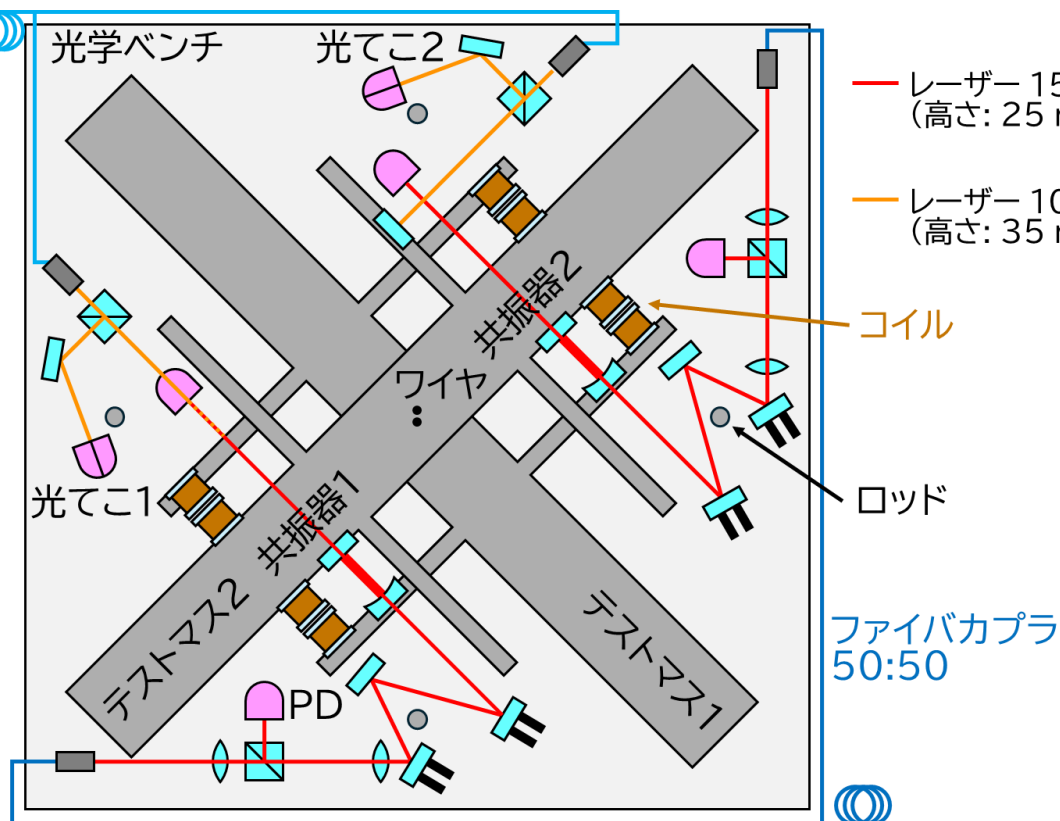 光学ベンチ
光てこ2
レーザー 15
(高さ: 25
レーザー 10
(高さ: 35
共振器2
コイル
ワイヤ
光てこ1
共振器1
ロッド
テストマス2
テストマス1
ファイバカプラ
50:50
PD